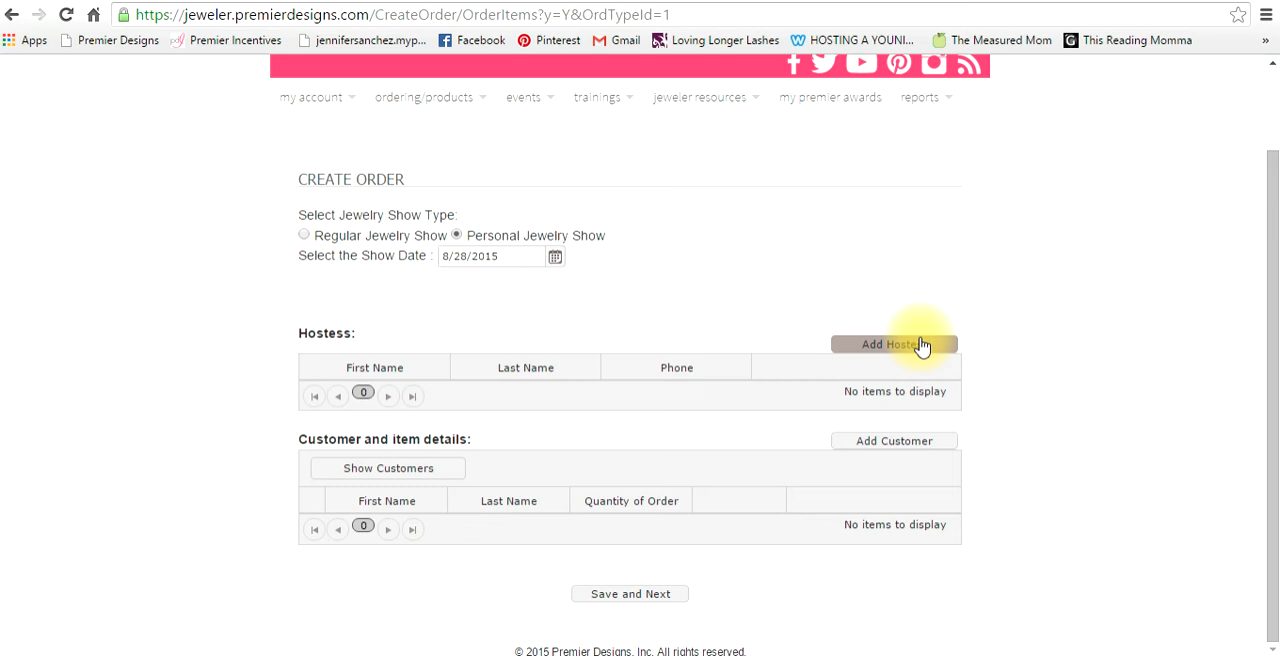 https://jeweler.premierdesigns.com/CreateOrder/OrderItems?y=Y&OrdTypeId=1
Apps Premier Designs Premier Incentives jennifersanchez.myp... Facebook Pinterest Gmail Loving Longer Lashes HOSTING A YOUNI... The Measured Mom This Reading Momma »
my account ordering/products events trainings jeweler resources my premier awards reports
CREATE ORDER
Select Jewelry Show Type:
Regular Jewelry Show Personal Jewelry Show
Select the Show Date : 8/28/2015
Hostess:
Add
First Name Last Name Phone
0 No items to display
Customer and item details:
Add Customer
Show Customers
First Name Last Name Quantity of Order
0 No items to display
Save and Next
© 2015 Premier Designs, Inc. All rights reserved.